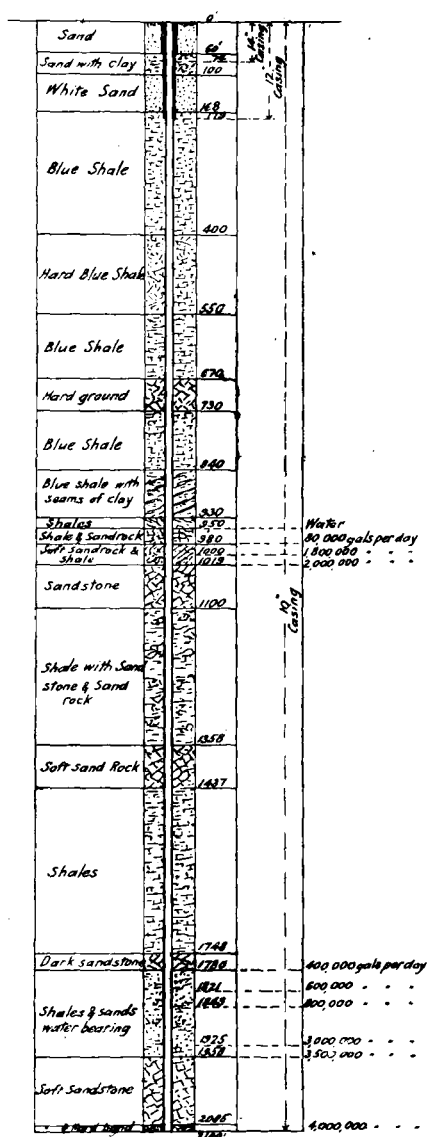 0'
Sand
60'
Sand with clay
100
14" Casing
12" Casing
White Sand
168
Blue Shale
400
Hard Blue Shale
550
Blue Shale
670
Hard ground
730
Blue Shale
840
Blue shale with
seams of clay
930
Shales
950
Water
Shale & Sandrock
980
80,000 gals per day
Soft sandrock &
shale
1000
1,800,000 " "
1019
2,000,000 " "
Sandstone
1100
10" Casing
Shale with Sand
stone & Sand
rock
1358
Soft sand Rock
1437
Shales
1748
Dark sandstone
1780
400,000 gals per day
1821
600,000 " "
1849
800,000 " "
Shales & sands
water bearing
1925
3,000,000 " "
1958
3,500,000 " "
Soft Sandstone
2085
4,000,000 " "